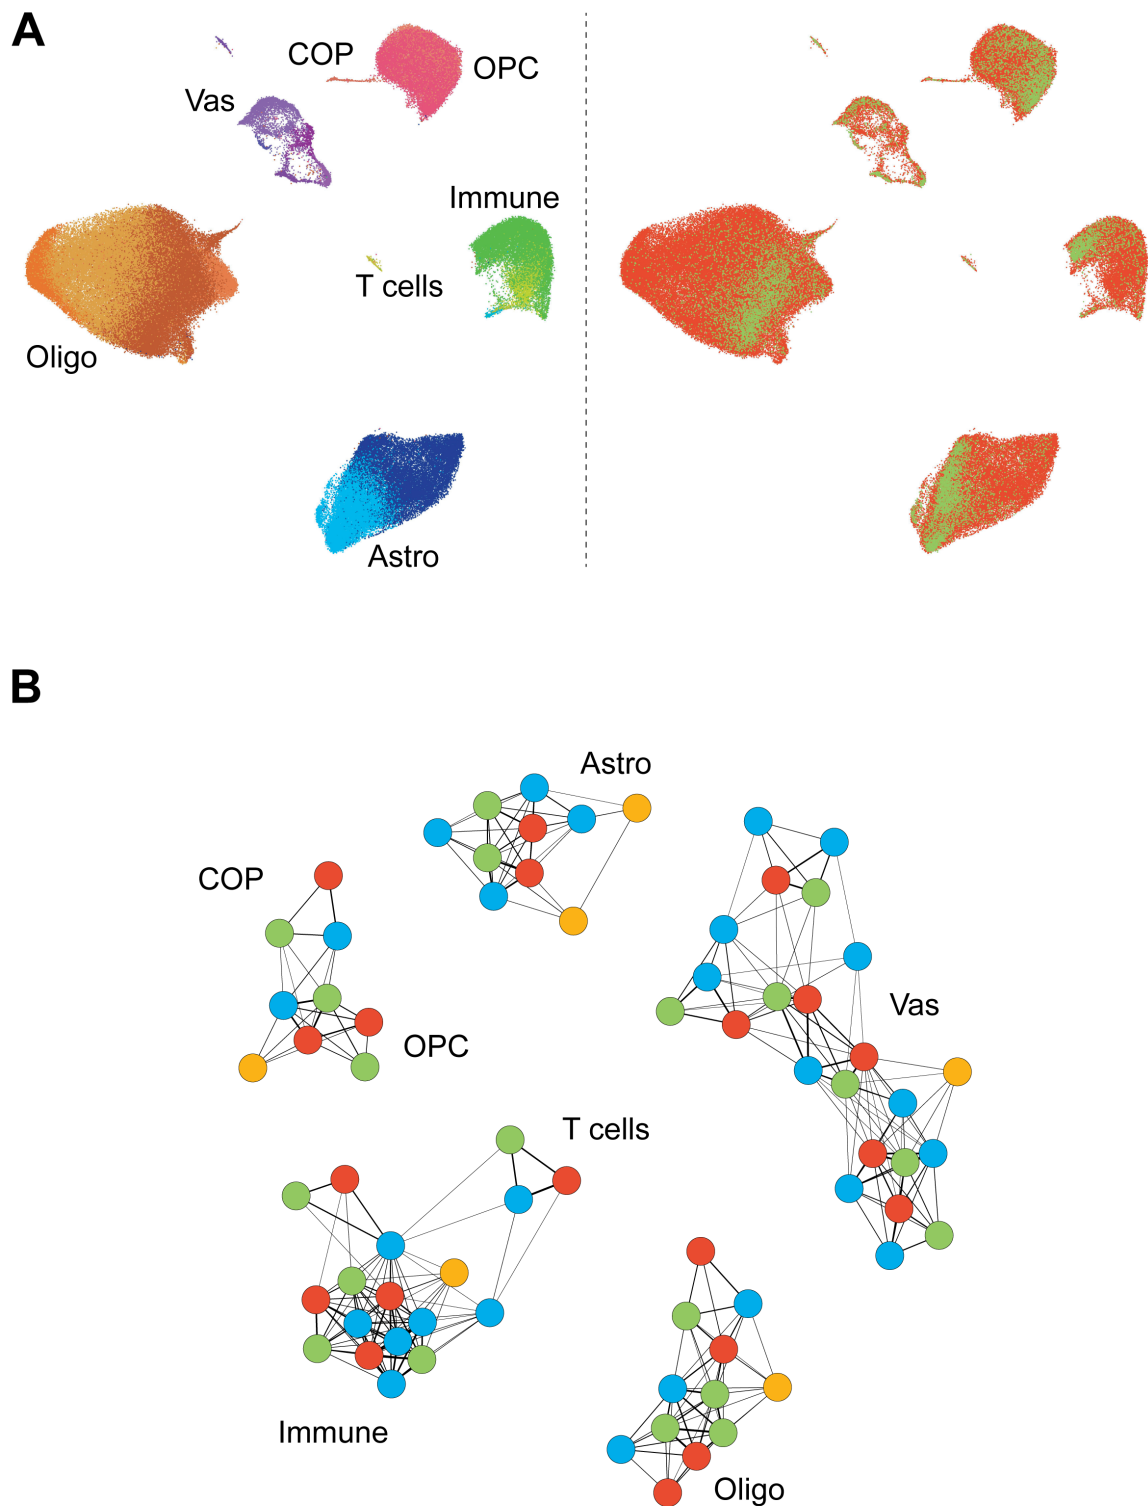 A
COP
OPC
Vas
Immune
T cells
Oligo
Astro
B
Astro
COP
Vas
OPC
T cells
Immune
Oligo